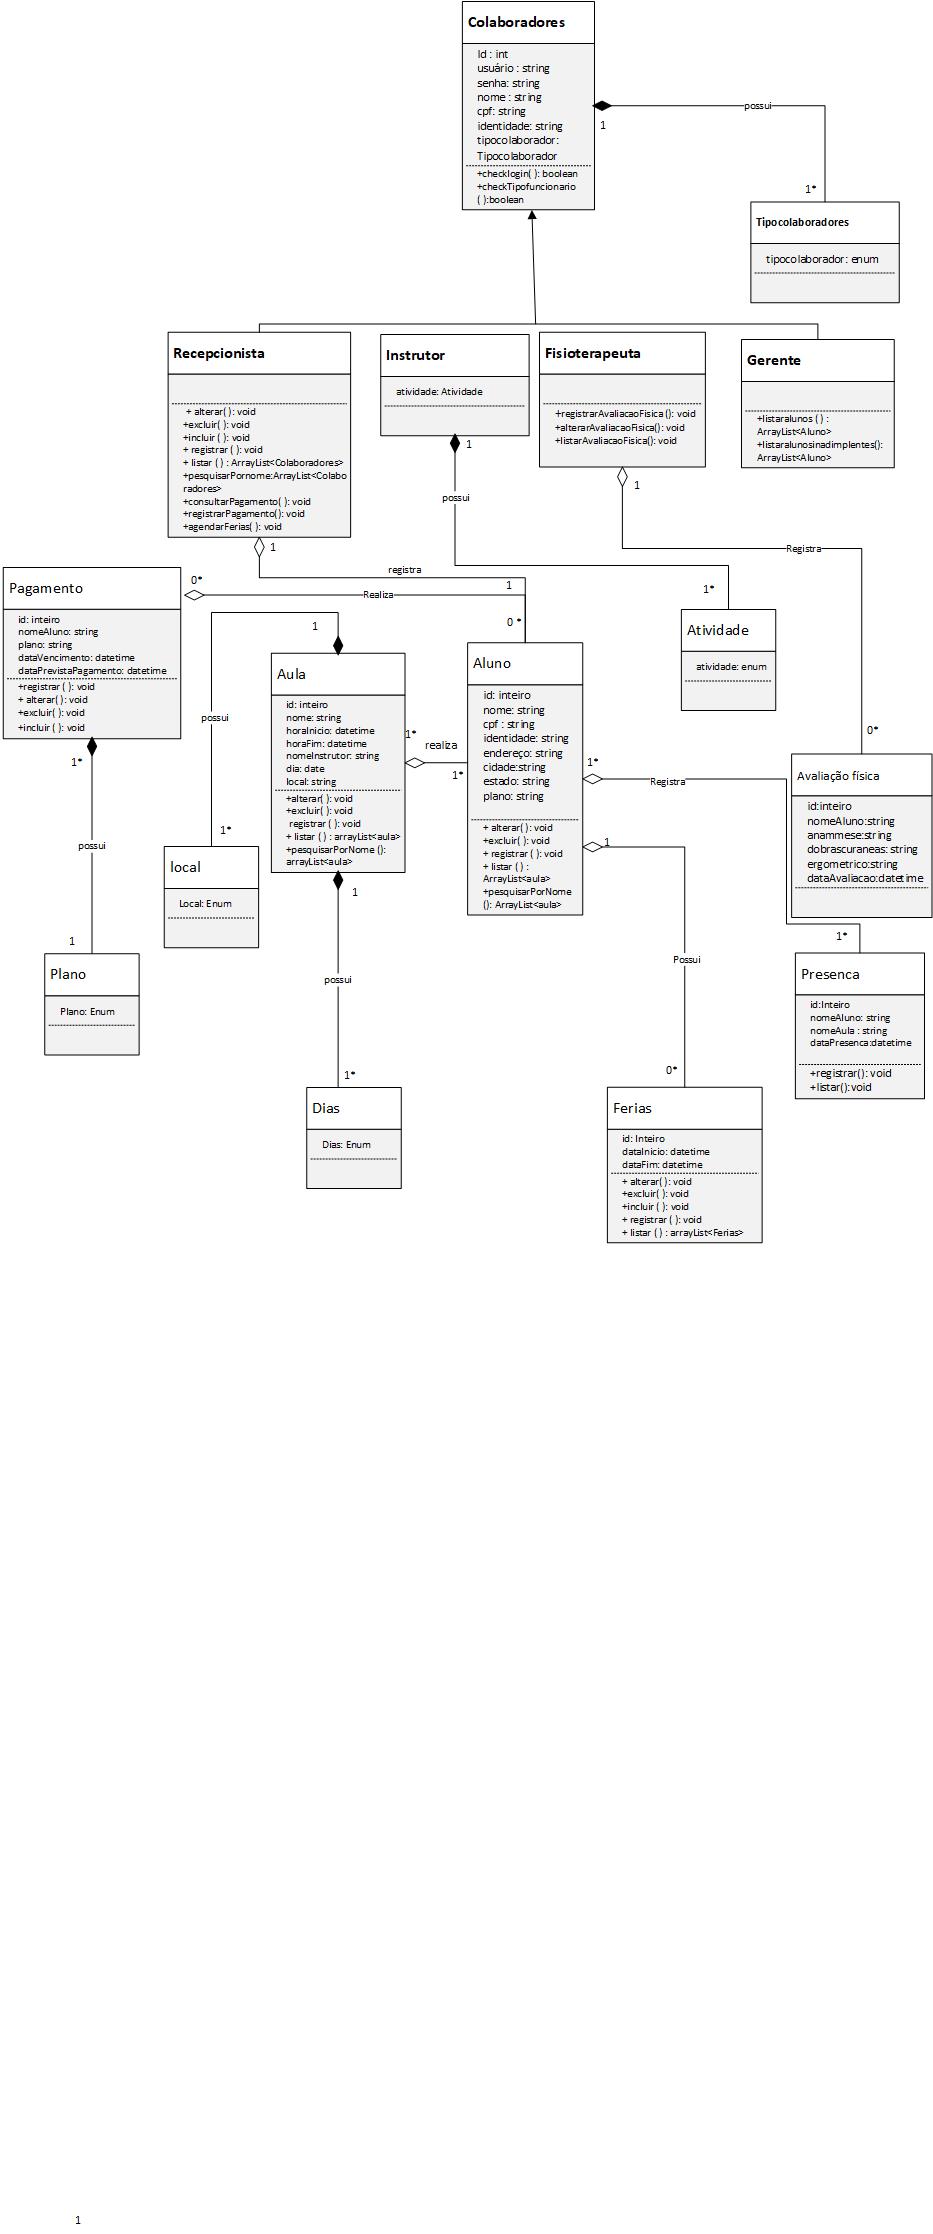 Colaboradores
Id : int
usuário : string
senha: string
nome : string
cpf: string
identidade: string
tipocolaborador:
Tipocolaborador
+checklogin( ): boolean
+checkTipofuncionario
( ):boolean
possui
1
1*
Tipocolaboradores
tipocolaborador: enum
Recepcionista
+ alterar( ): void
+excluir( ): void
+incluir ( ): void
+ registrar ( ): void
+ listar ( ) : ArrayList<Colaboradores>
+pesquisarPornome:ArrayList<Colabo
radores>
+consultarPagamento( ): void
+registrarPagamento(): void
+agendarFerias( ): void
Instrutor
atividade: Atividade
Fisioterapeuta
+registrarAvaliacaoFisica (): void
+alterarAvaliacaoFisica(): void
+listarAvaliacaoFisica(): void
Gerente
+listaralunos ( ) :
ArrayList<Aluno>
+listaralunosinadimplentes():
ArrayList<Aluno>
1
possui
1
1
Registra
registra
0*
Realiza
1
1*
0 *
Pagamento
id: inteiro
nomeAluno: string
plano: string
dataVencimento: datetime
dataPrevistaPagamento: datetime
+registrar ( ): void
+ alterar( ): void
+excluir( ): void
+incluir ( ): void
Atividade
atividade: enum
1
Aula
id: inteiro
nome: string
horaInicio: datetime
horaFim: datetime
nomeInstrutor: string
dia: date
local: string
+alterar( ): void
+excluir( ): void
registrar ( ): void
+ listar ( ) : arrayList<aula>
+pesquisarPorNome ():
arrayList<aula>
Aluno
id: inteiro
nome: string
cpf : string
identidade: string
endereço: string
cidade:string
estado: string
plano: string
+ alterar( ): void
+excluir( ): void
+ registrar ( ): void
+ listar ( ) :
ArrayList<aula>
+pesquisarPorNome
(): ArrayList<aula>
possui
1*
realiza
1*
0*
1*
1*
Registra
Avaliação física
id:inteiro
nomeAluno:string
anammese:string
dobrascuraneas: string
ergometrico:string
dataAvaliacao:datetime
1*
possui
local
Local: Enum
1
1
1*
1
Plano
Plano: Enum
possui
Possui
Presenca
id:Inteiro
nomeAluno: string
nomeAula : string
dataPresenca:datetime
+registrar(): void
+listar():void
1*
0*
Dias
Dias: Enum
Ferias
id: Inteiro
dataInicio: datetime
dataFim: datetime
+ alterar( ): void
+excluir( ): void
+incluir ( ): void
+ registrar ( ): void
+ listar ( ) : arrayList<Ferias>
1